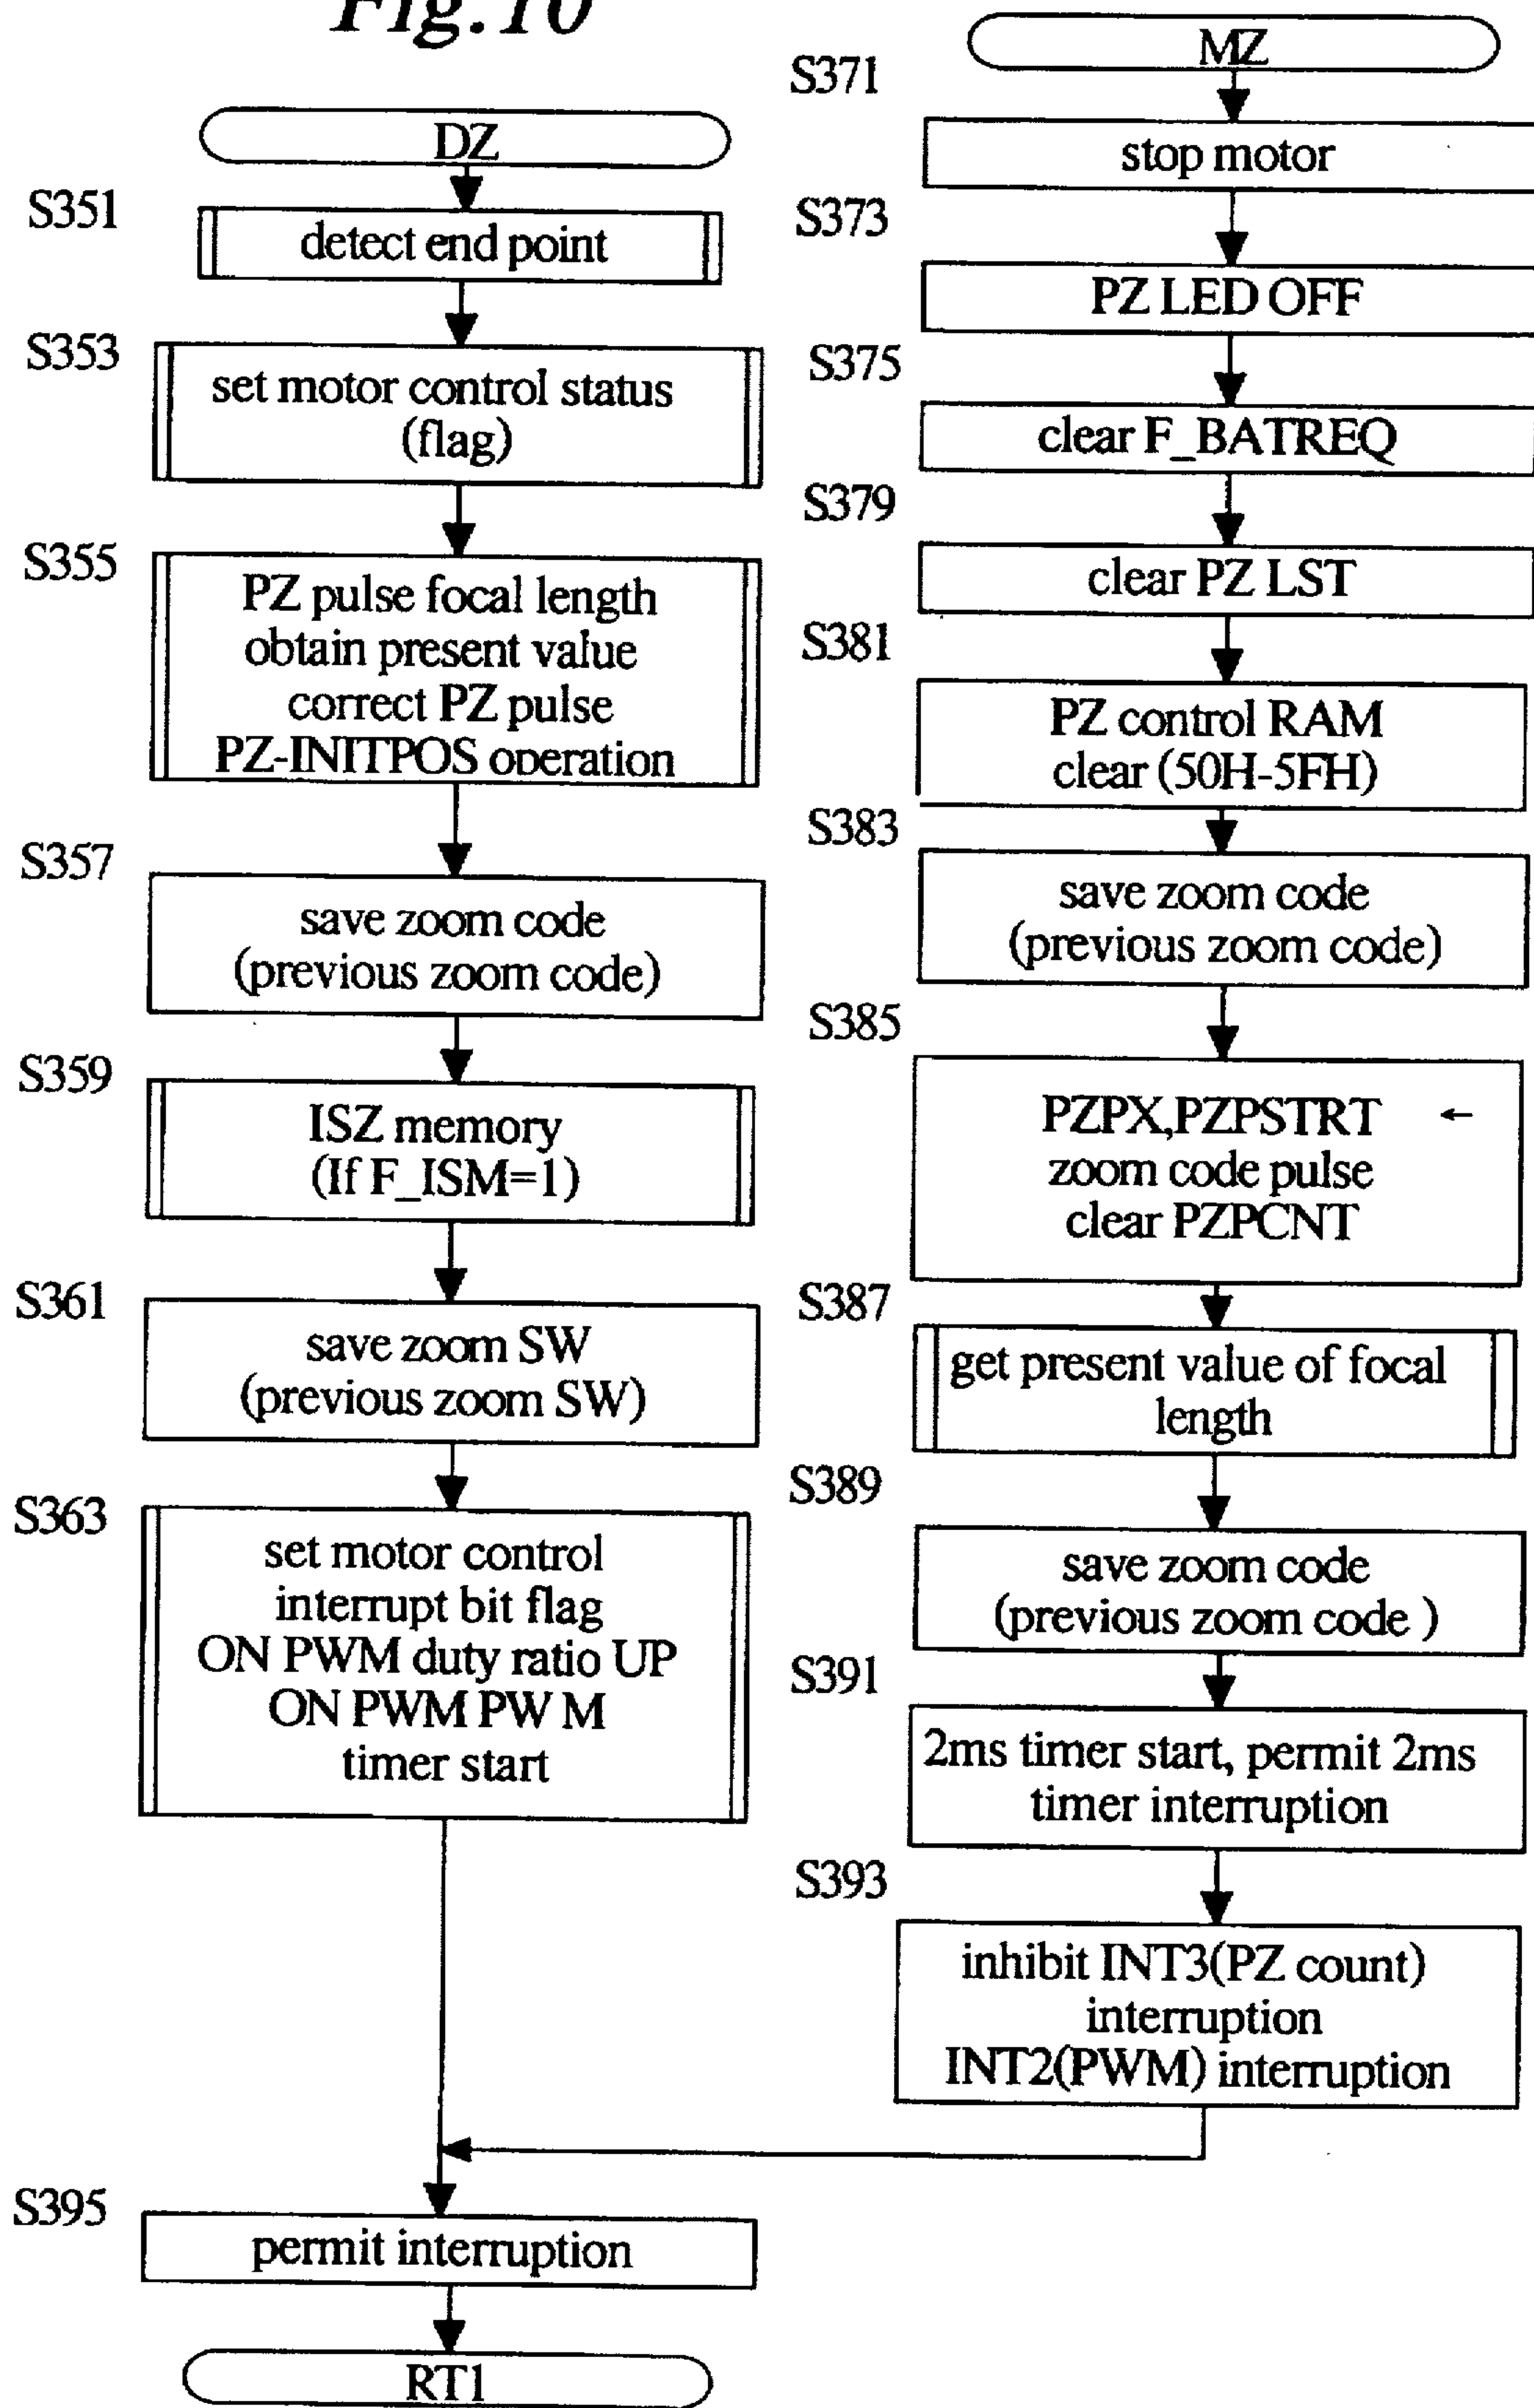 Fig. 10
DZ
S351
detect end point
S353
set motor control status
(flag)
S355
PZ pulse focal length
obtain present value
correct PZ pulse
PZ-INITPOS operation
S357
save zoom code
(previous zoom code)
S359
ISZ memory
(If F_ISM=1)
S361
save zoom SW
(previous zoom SW)
S363
set motor control
interrupt bit flag
ON PWM duty ratio UP
ON PWM PW M
timer start
MZ
S371
stop motor
S373
PZ LED OFF
S375
clear F_BATREQ
S379
clear PZ LST
S381
PZ control RAM
clear (50H-5FH)
S383
save zoom code
(previous zoom code)
S385
PZPX,PZPSTRT ←
zoom code pulse
clear PZPCNT
S387
get present value of focal
length
S389
save zoom code
(previous zoom code )
S391
2ms timer start, permit 2ms
timer interruption
S393
inhibit INT3(PZ count)
interruption
INT2(PWM) interruption
S395
permit interruption
RT1